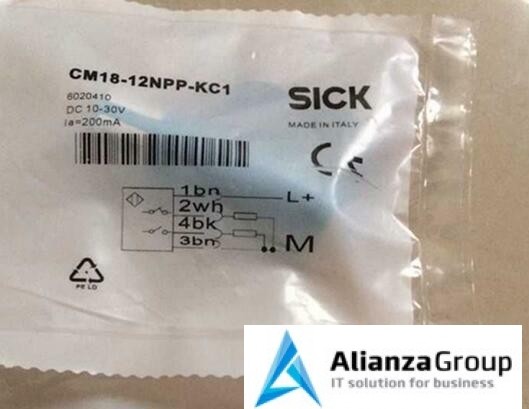 CM18-12NPP-KC1
6020410
DC 10-30V
Ia=200mA
SICK
MADE IN ITALY
CE
1bn
L+
2wh
4bk
3bn
M
PE LD
AlianzaGroup
IT solution for business